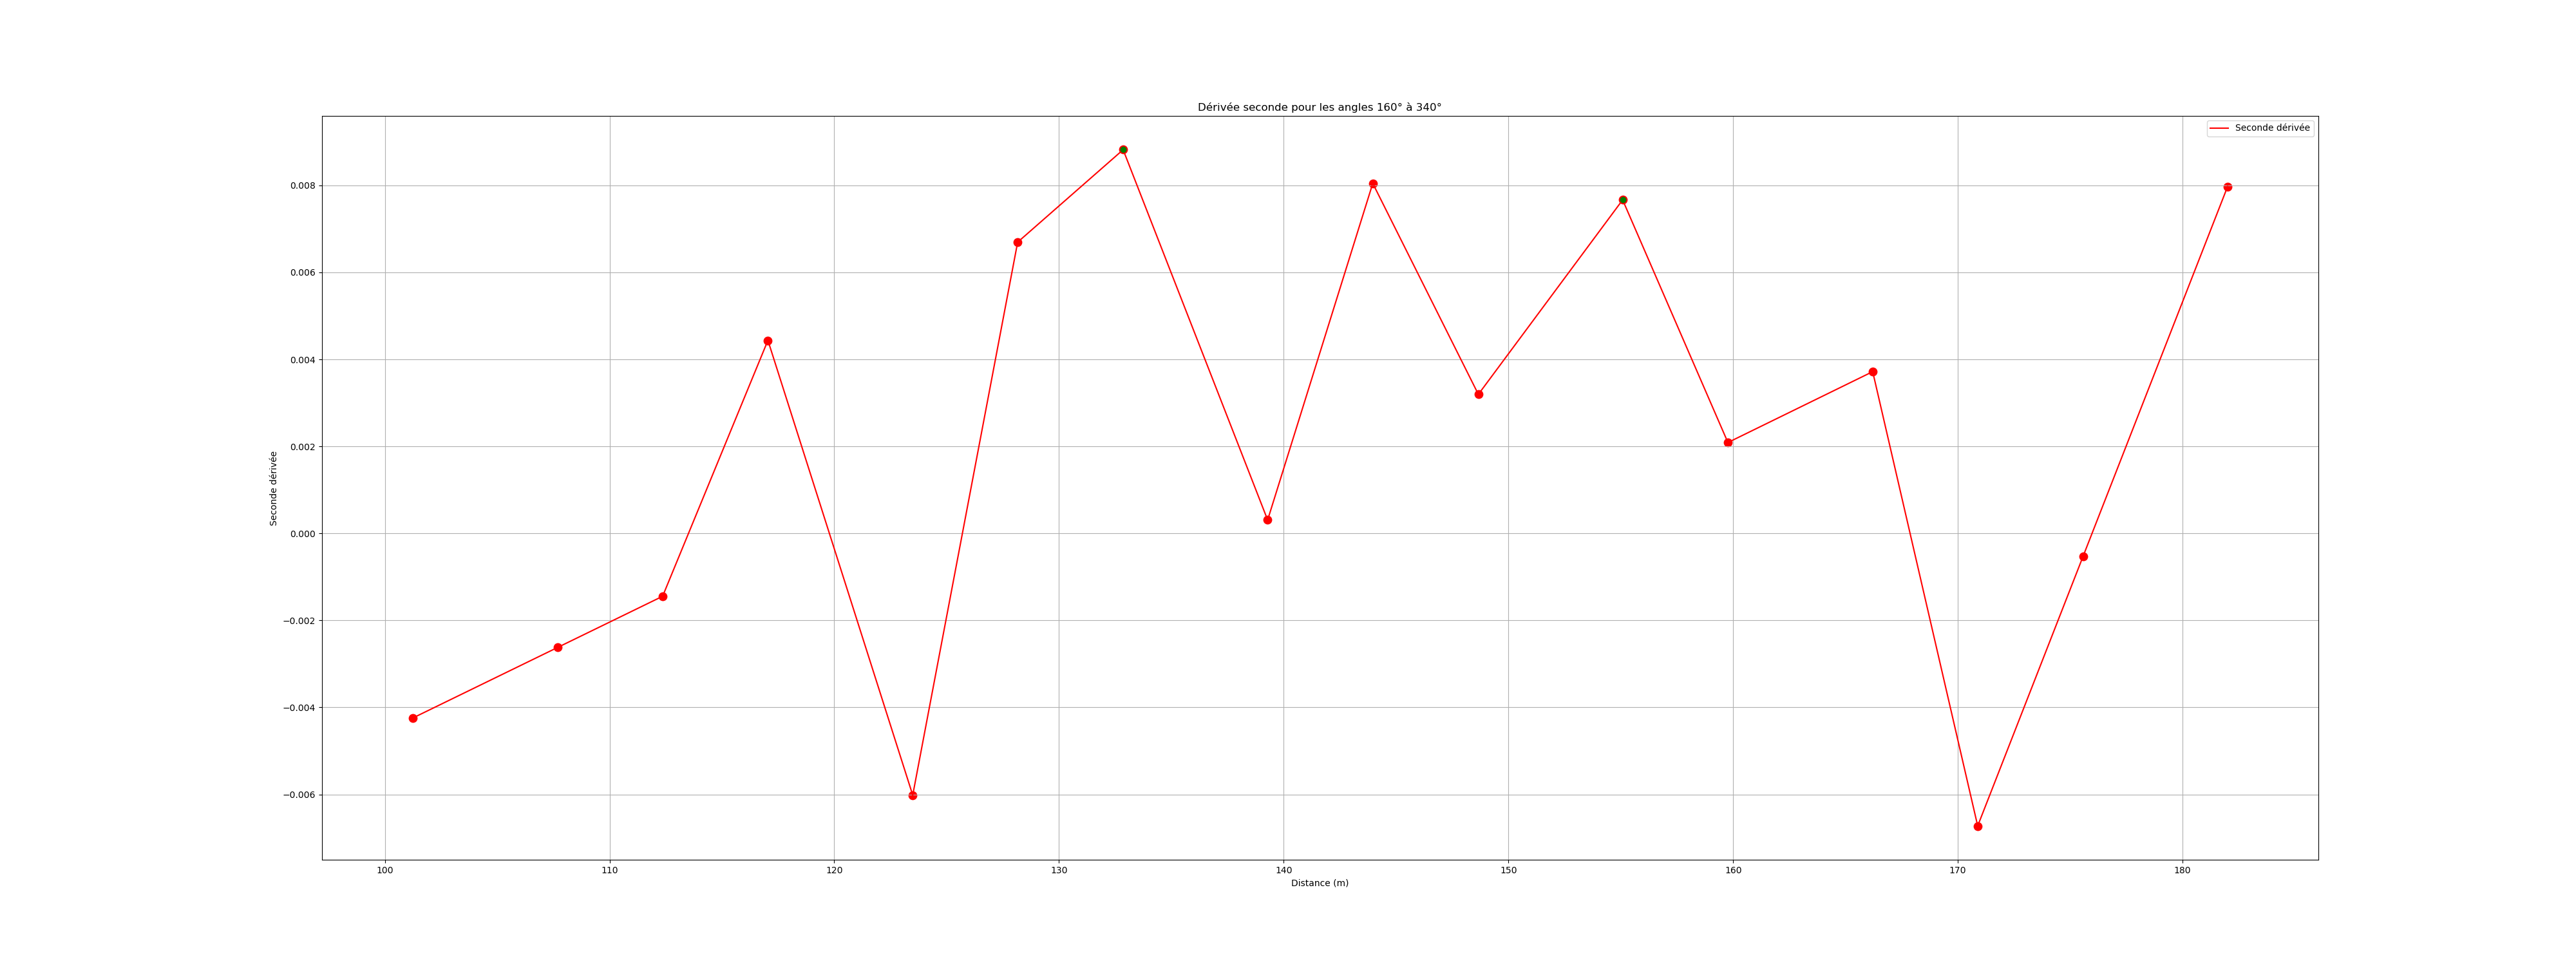 Dérivée seconde pour les angles 160° à 340°
Seconde dérivée
0.008
0.006
0.004
0.002
0.000
−0.002
−0.004
−0.006
Seconde dérivée
100 110 120 130 140 150 160 170 180
Distance (m)